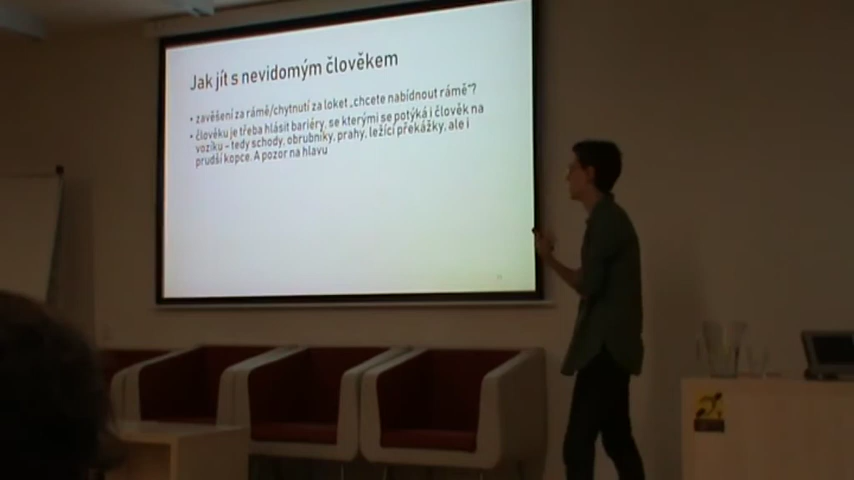 Jak jít s nevidomým člověkem
• zavěšení za rámě/chytnutí za loket „chcete nabídnout rámě"?
• člověku je třeba hlásit bariéry, se kterými se potýká i člověk na
vozíku – tedy schody, obrubníky, prahy, ležící překážky, ale i
prudší kopce. A pozor na hlavu